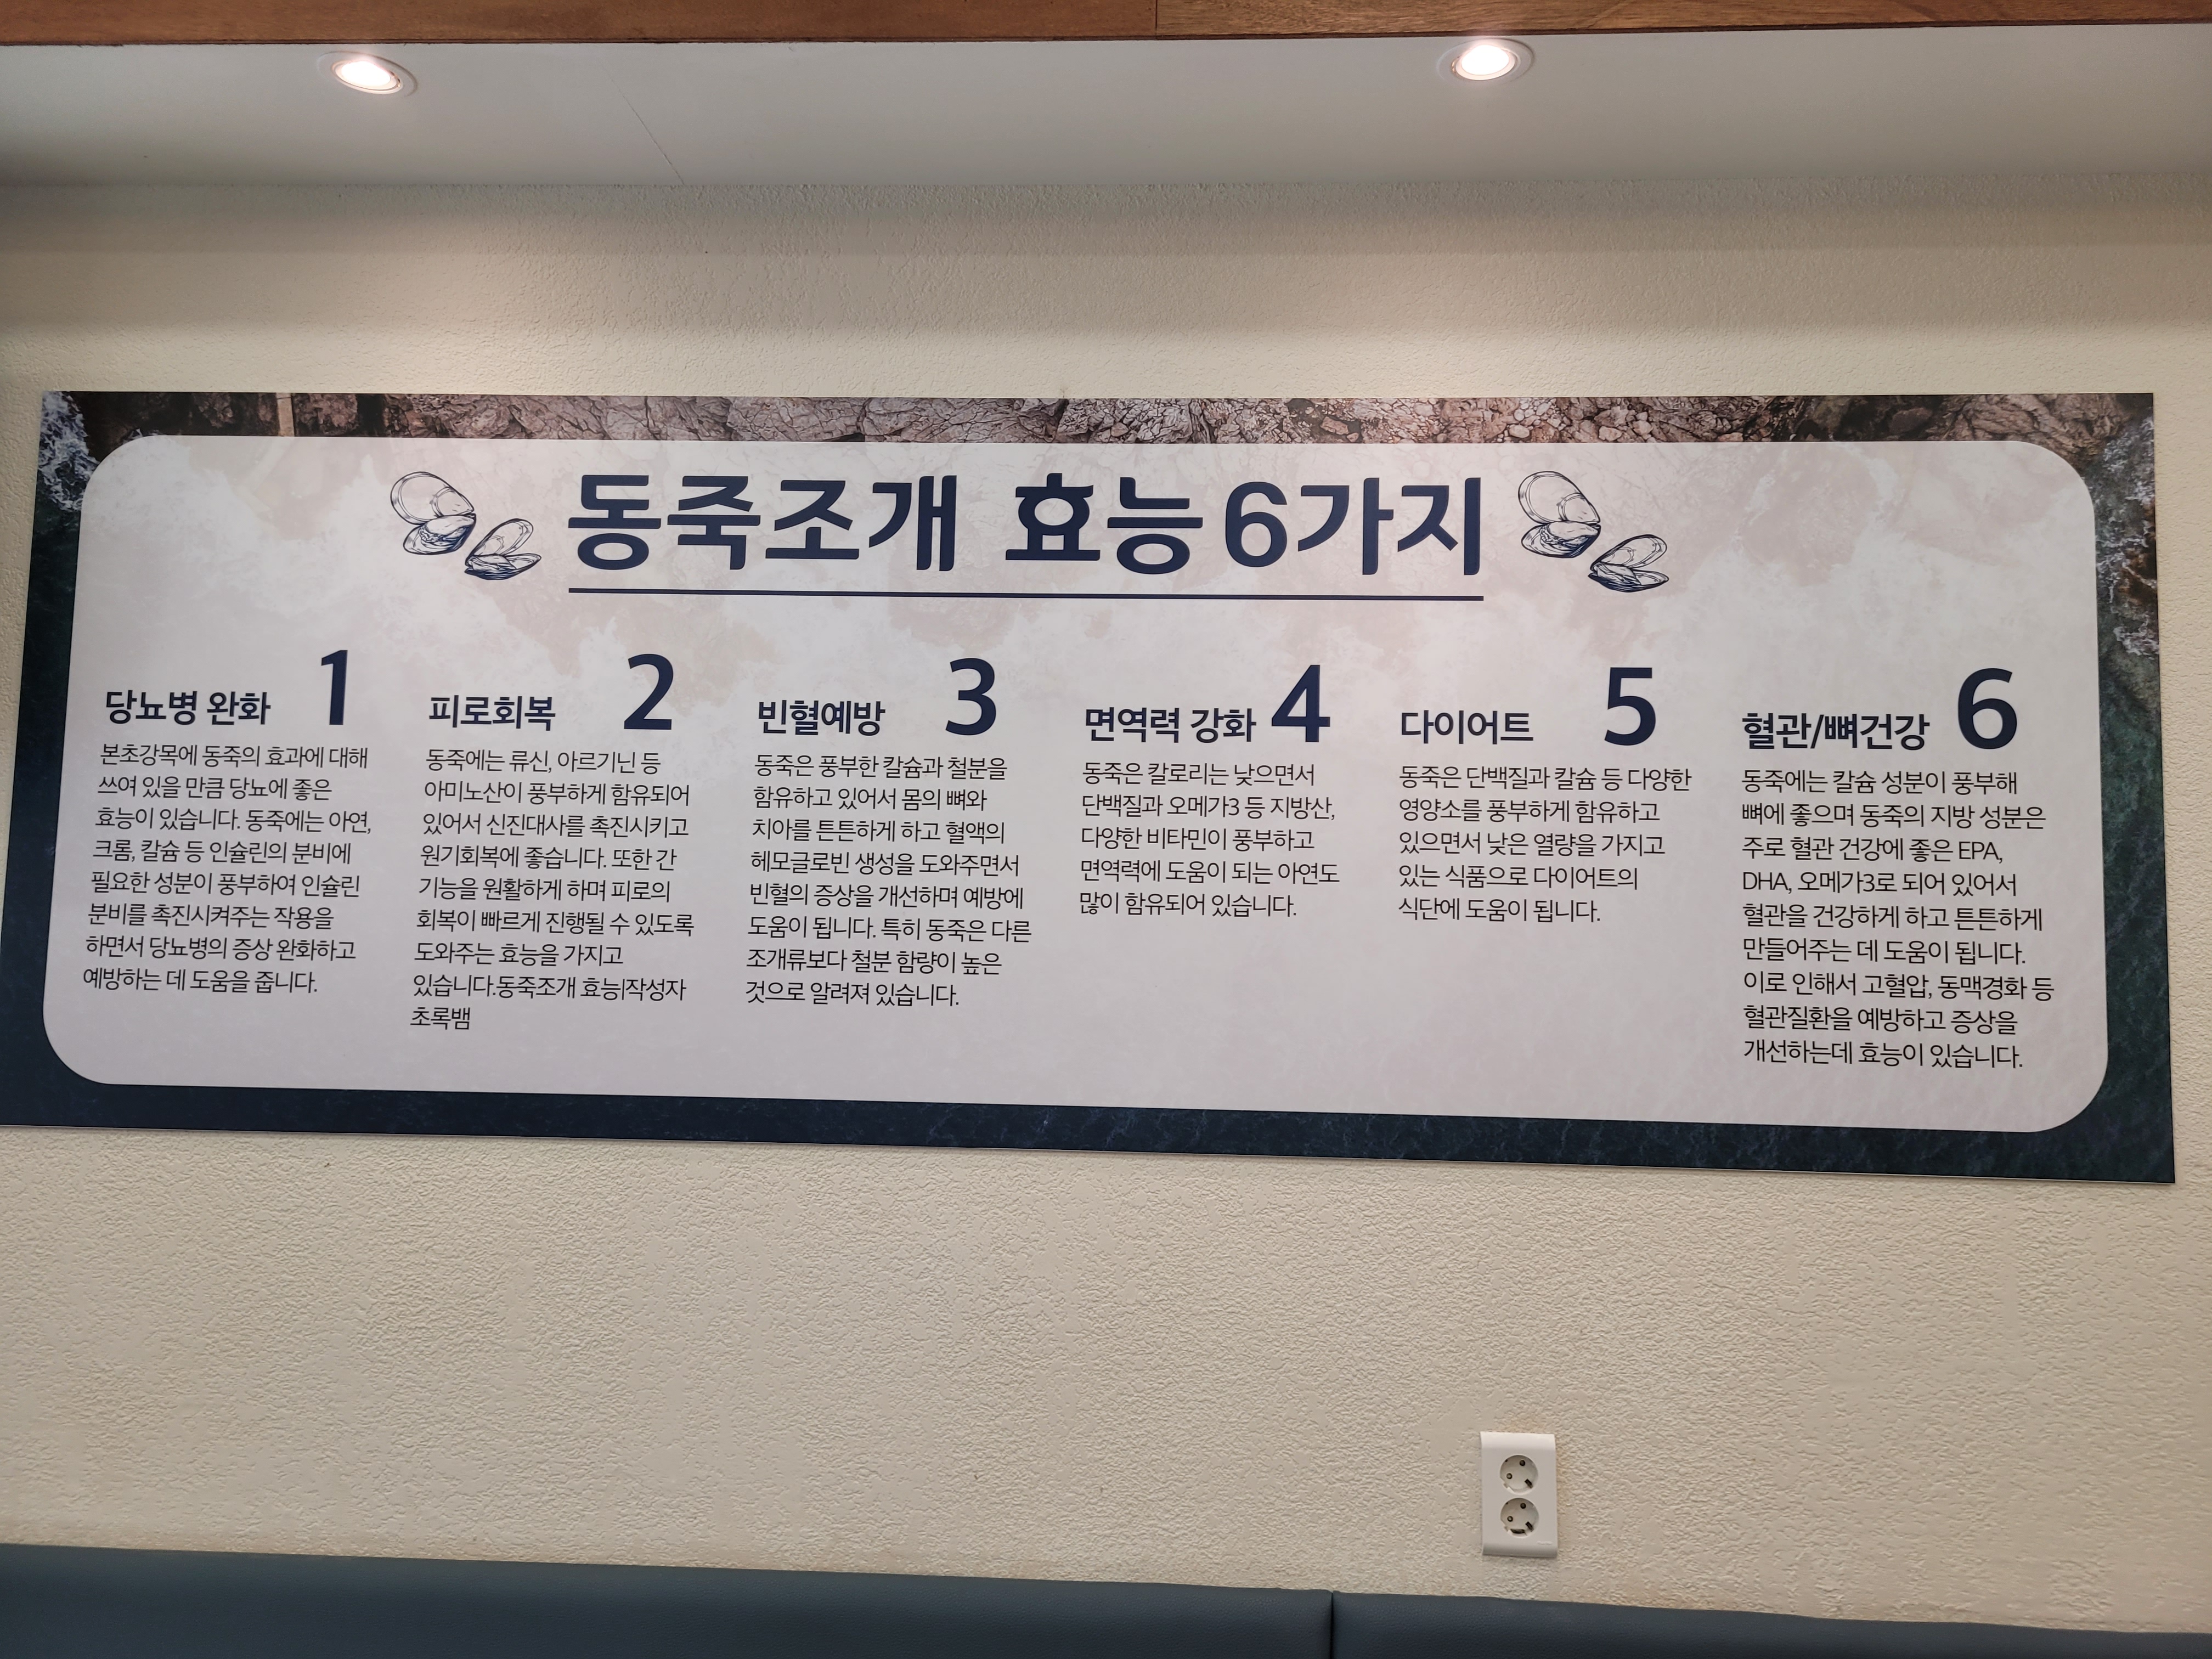 동죽조개 효능 6가지
1
당뇨병 완화
본초강목에 동죽의 효과에 대해
쓰여 있을 만큼 당뇨에 좋은
효능이 있습니다. 동죽에는 아연,
크롬, 칼슘 등 인슐린의 분비에
필요한 성분이 풍부하여 인슐린
분비를 촉진시켜주는 작용을
하면서 당뇨병의 증상 완화하고
예방하는 데 도움을 줍니다.
2
피로회복
동죽에는 류신, 아르기닌 등
아미노산이 풍부하게 함유되어
있어서 신진대사를 촉진시키고
원기회복에 좋습니다. 또한 간
기능을 원활하게 하며 피로의
회복이 빠르게 진행될 수 있도록
도와주는 효능을 가지고
있습니다.동죽조개 효능|작성자
초록뱀
3
빈혈예방
동죽은 풍부한 칼슘과 철분을
함유하고 있어서 몸의 뼈와
치아를 튼튼하게 하고 혈액의
헤모글로빈 생성을 도와주면서
빈혈의 증상을 개선하며 예방에
도움이 됩니다. 특히 동죽은 다른
조개류보다 철분 함량이 높은
것으로 알려져 있습니다.
4
면역력 강화
동죽은 칼로리는 낮으면서
단백질과 오메가3 등 지방산,
다양한 비타민이 풍부하고
면역력에 도움이 되는 아연도
많이 함유되어 있습니다.
5
다이어트
동죽은 단백질과 칼슘 등 다양한
영양소를 풍부하게 함유하고
있으면서 낮은 열량을 가지고
있는 식품으로 다이어트의
식단에 도움이 됩니다.
6
혈관/뼈건강
동죽에는 칼슘 성분이 풍부해
뼈에 좋으며 동죽의 지방 성분은
주로 혈관 건강에 좋은 EPA,
DHA, 오메가3로 되어 있어서
혈관을 건강하게 하고 튼튼하게
만들어주는 데 도움이 됩니다.
이로 인해서 고혈압, 동맥경화 등
혈관질환을 예방하고 증상을
개선하는데 효능이 있습니다.